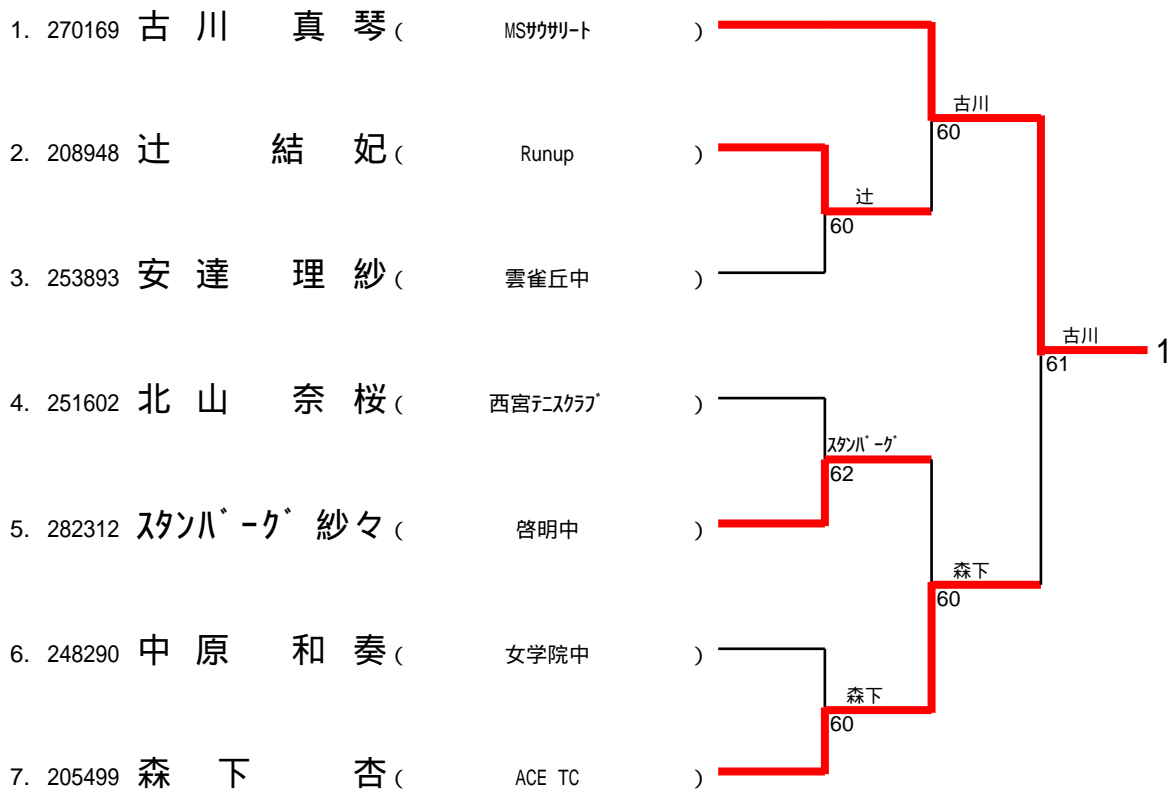 1. 270169 古川 真琴 ( MSｻｳｻﾘｰﾄ )
古川
60
2. 208948 辻 結妃 ( Runup )
辻
60
3. 253893 安達 理紗 ( 雲雀丘中 )
古川 1
61
4. 251602 北山 奈桜 ( 西宮ﾃﾆｽｸﾗﾌﾞ )
ｽﾀﾝﾊﾞｰｸﾞ
62
5. 282312 ｽﾀﾝﾊﾞｰｸﾞ 紗々 ( 啓明中 )
森下
60
6. 248290 中原 和奏 ( 女学院中 )
森下
60
7. 205499 森下 杏 ( ACE TC )